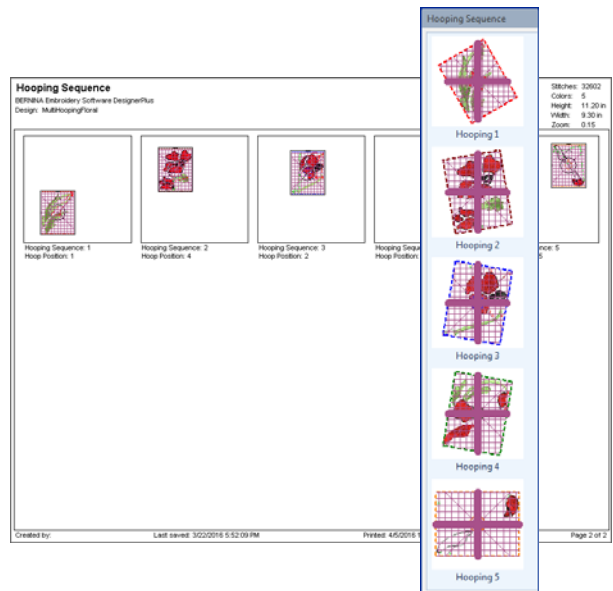 Hooping Sequence
BERNINA Embroidery Software DesignerPlus
Design: MultiHoopingFloral
Stitches: 32602
Colors: 5
Height: 11.20 in
Width: 9.30 in
Zoom: 0.15
Hooping Sequence: 1
Hoop Position: 1
Hooping Sequence: 2
Hoop Position: 4
Hooping Sequence: 3
Hoop Position: 2
Hooping
Hoop Position:
5
5
Created by:
Last saved: 3/22/2016 5:52:09 PM
Printed: 4/5/2016
Page 2 of 2
Hooping Sequence
Hooping 1
Hooping 2
Hooping 3
Hooping 4
Hooping 5